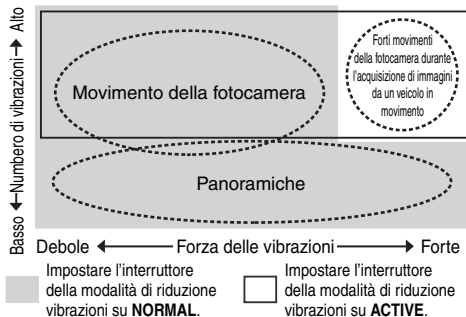 Alto
Numbero di vibrazioni
Basso
Movimento della fotocamera
Forti movimenti
della fotocamera durante
l'acquisizione di immagini
da un veicolo in
movimento
Panoramiche
Debole Forza delle vibrazioni Forte
Impostare l'interruttore
della modalità di riduzione
vibrazioni su NORMAL.
Impostare l'interruttore
della modalità di riduzione
vibrazioni su ACTIVE.